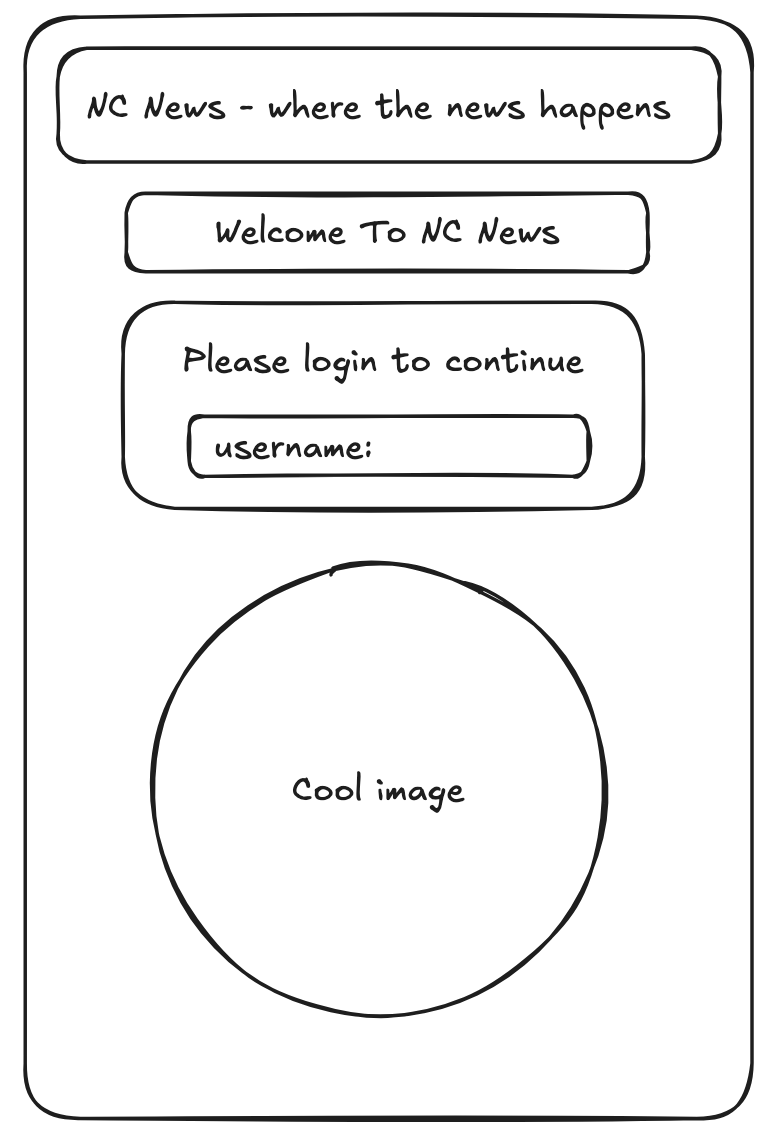 NC News - where the news happens
Welcome To NC News
Please login to continue
username:
Cool image